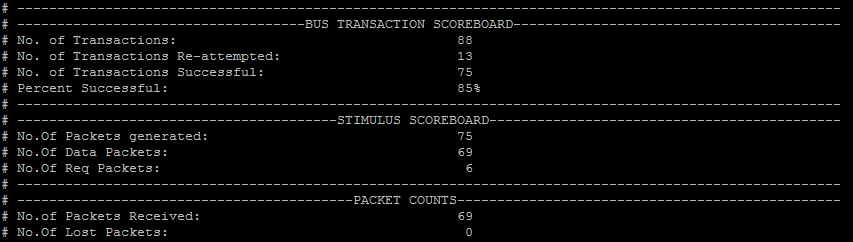 # -------------------------------------------------------------------------------------------------------
# ------------------------------------BUS TRANSACTION SCOREBOARD-----------------------------------------
# No. of Transactions:                                   88
# No. of Transactions Re-attempted:                      13
# No. of Transactions Successful:                        75
# Percent Successful:                                    85%
# -------------------------------------------------------------------------------------------------------
# ----------------------------------------STIMULUS SCOREBOARD--------------------------------------------
# No.Of Packets generated:                               75
# No.Of Data Packets:                                    69
# No.Of Req Packets:                                      6
# -------------------------------------------------------------------------------------------------------
# ------------------------------------------PACKET COUNTS------------------------------------------------
# No.of Packets Received:                                69
# No.Of Lost Packets:                                     0